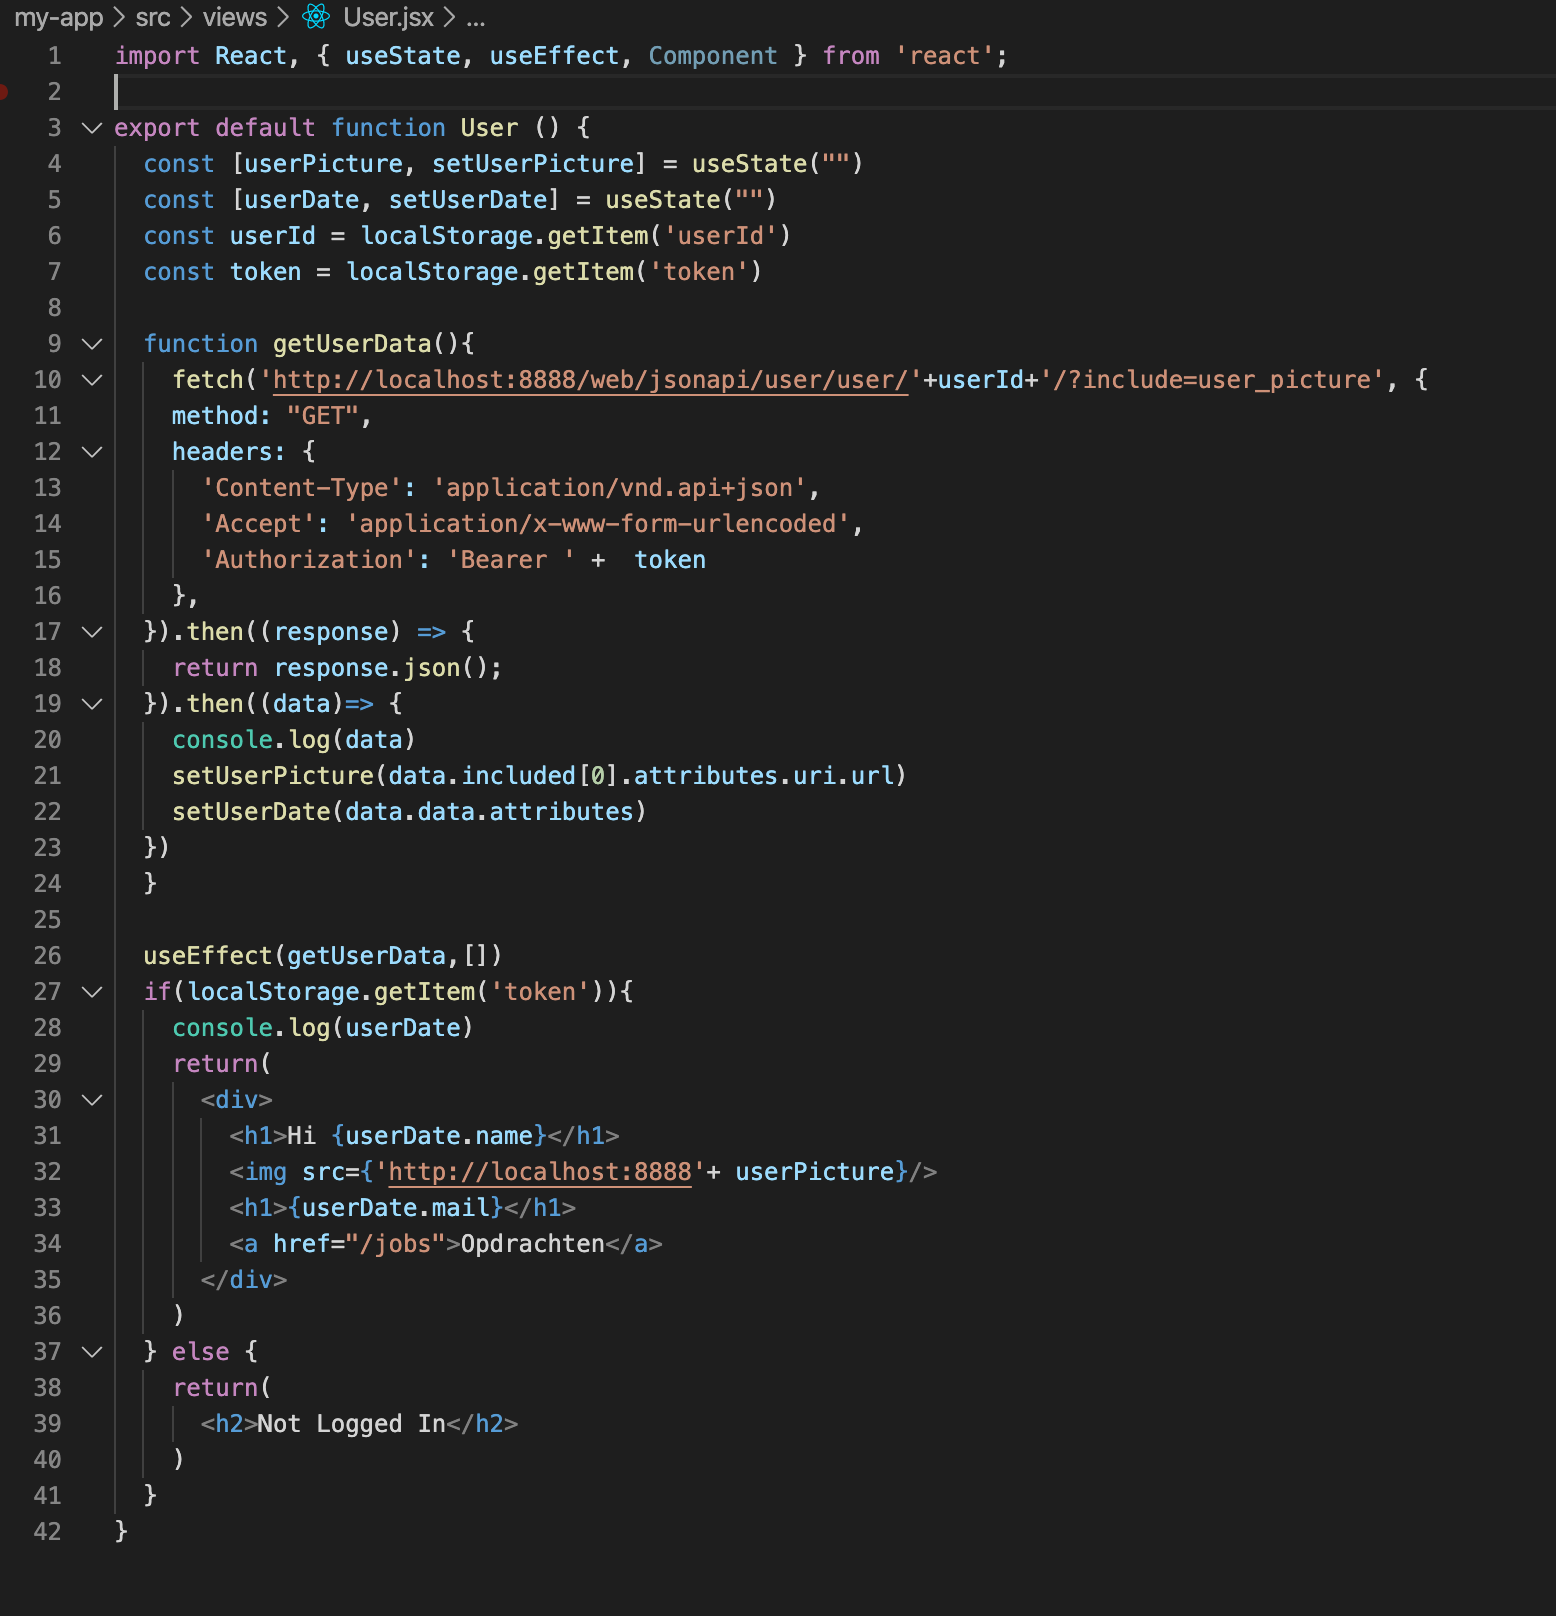 my-app > src > views > User.jsx > ...
1 import React, { useState, useEffect, Component } from 'react';
2
3 export default function User () {
4   const [userPicture, setUserPicture] = useState("")
5   const [userDate, setUserDate] = useState("")
6   const userId = localStorage.getItem('userId')
7   const token = localStorage.getItem('token')
8
9   function getUserData(){
10     fetch('http://localhost:8888/web/jsonapi/user/user/'+userId+'/?include=user_picture', {
11     method: "GET",
12     headers: {
13       'Content-Type': 'application/vnd.api+json',
14       'Accept': 'application/x-www-form-urlencoded',
15       'Authorization': 'Bearer ' +  token
16     },
17   }).then((response) => {
18     return response.json();
19   }).then((data)=> {
20     console.log(data)
21     setUserPicture(data.included[0].attributes.uri.url)
22     setUserDate(data.data.attributes)
23   })
24   }
25
26   useEffect(getUserData,[])
27   if(localStorage.getItem('token')){
28     console.log(userDate)
29     return(
30       <div>
31         <h1>Hi {userDate.name}</h1>
32         <img src={'http://localhost:8888'+ userPicture}/>
33         <h1>{userDate.mail}</h1>
34         <a href="/jobs">Opdrachten</a>
35       </div>
36     )
37   } else {
38     return(
39       <h2>Not Logged In</h2>
40     )
41   }
42 }